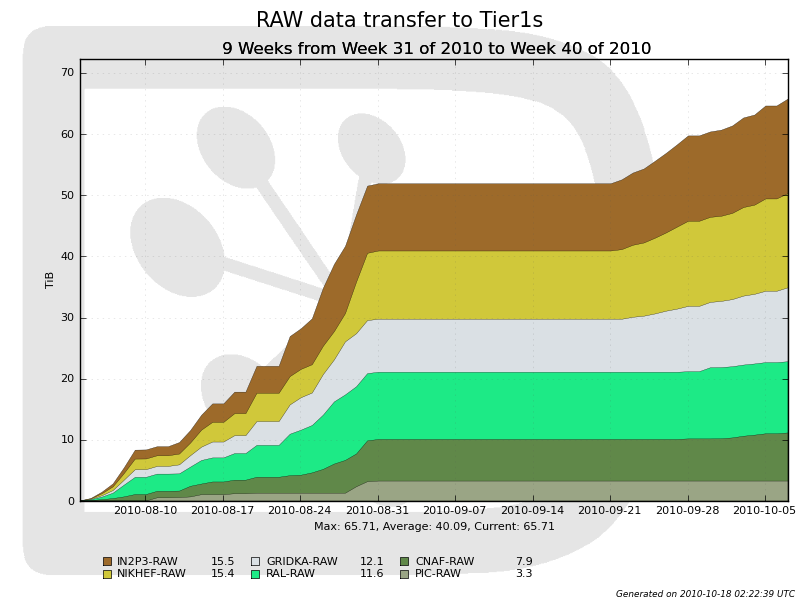 RAW data transfer to Tier1s
9 Weeks from Week 31 of 2010 to Week 40 of 2010
70
60
50
40
30
20
10
0
TiB
2010-08-10 2010-08-17 2010-08-24 2010-08-31 2010-09-07 2010-09-14 2010-09-21 2010-09-28 2010-10-05
Max: 65.71, Average: 40.09, Current: 65.71
IN2P3-RAW 15.5 GRIDKA-RAW 12.1 CNAF-RAW 7.9
NIKHEF-RAW 15.4 RAL-RAW 11.6 PIC-RAW 3.3
Generated on 2010-10-18 02:22:39 UTC